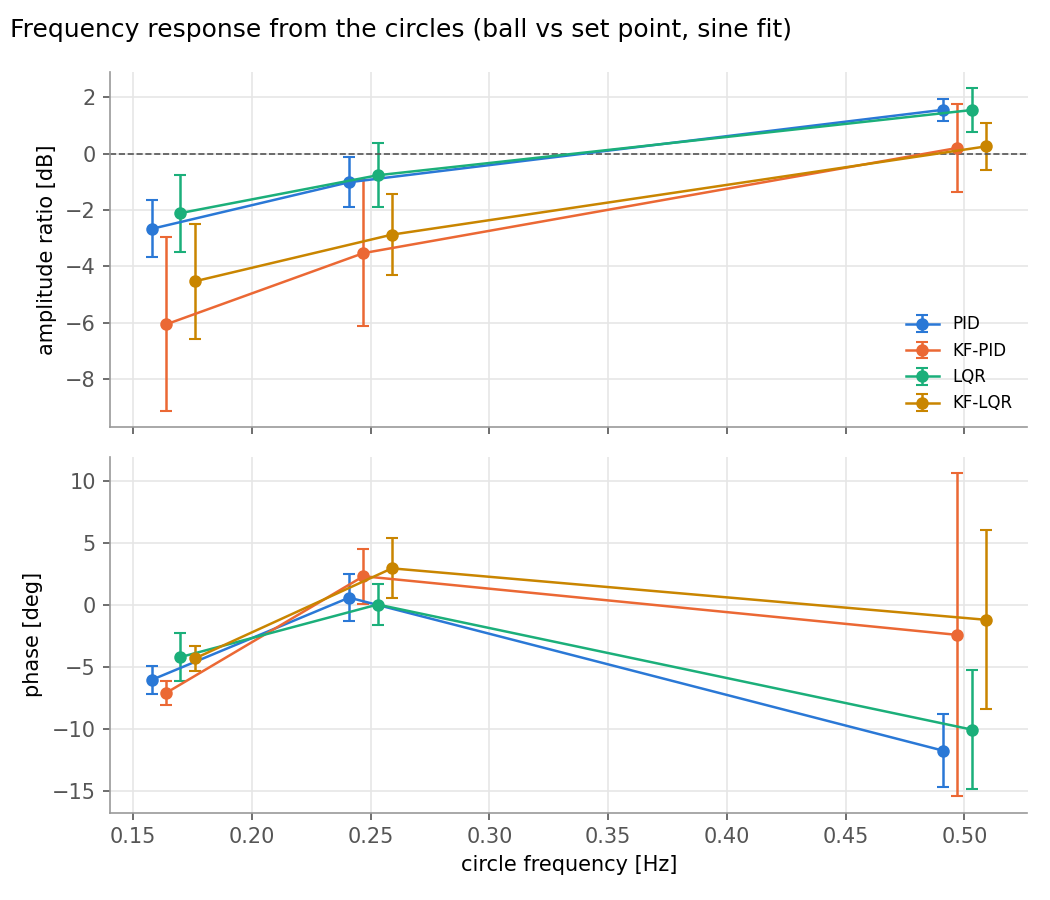 Frequency response from the circles (ball vs set point, sine fit)
amplitude ratio [dB]
2
0
−2
−4
−6
−8
PID
KF-PID
LQR
KF-LQR
phase [deg]
10
5
0
−5
−10
−15
0.15 0.20 0.25 0.30 0.35 0.40 0.45 0.50
circle frequency [Hz]